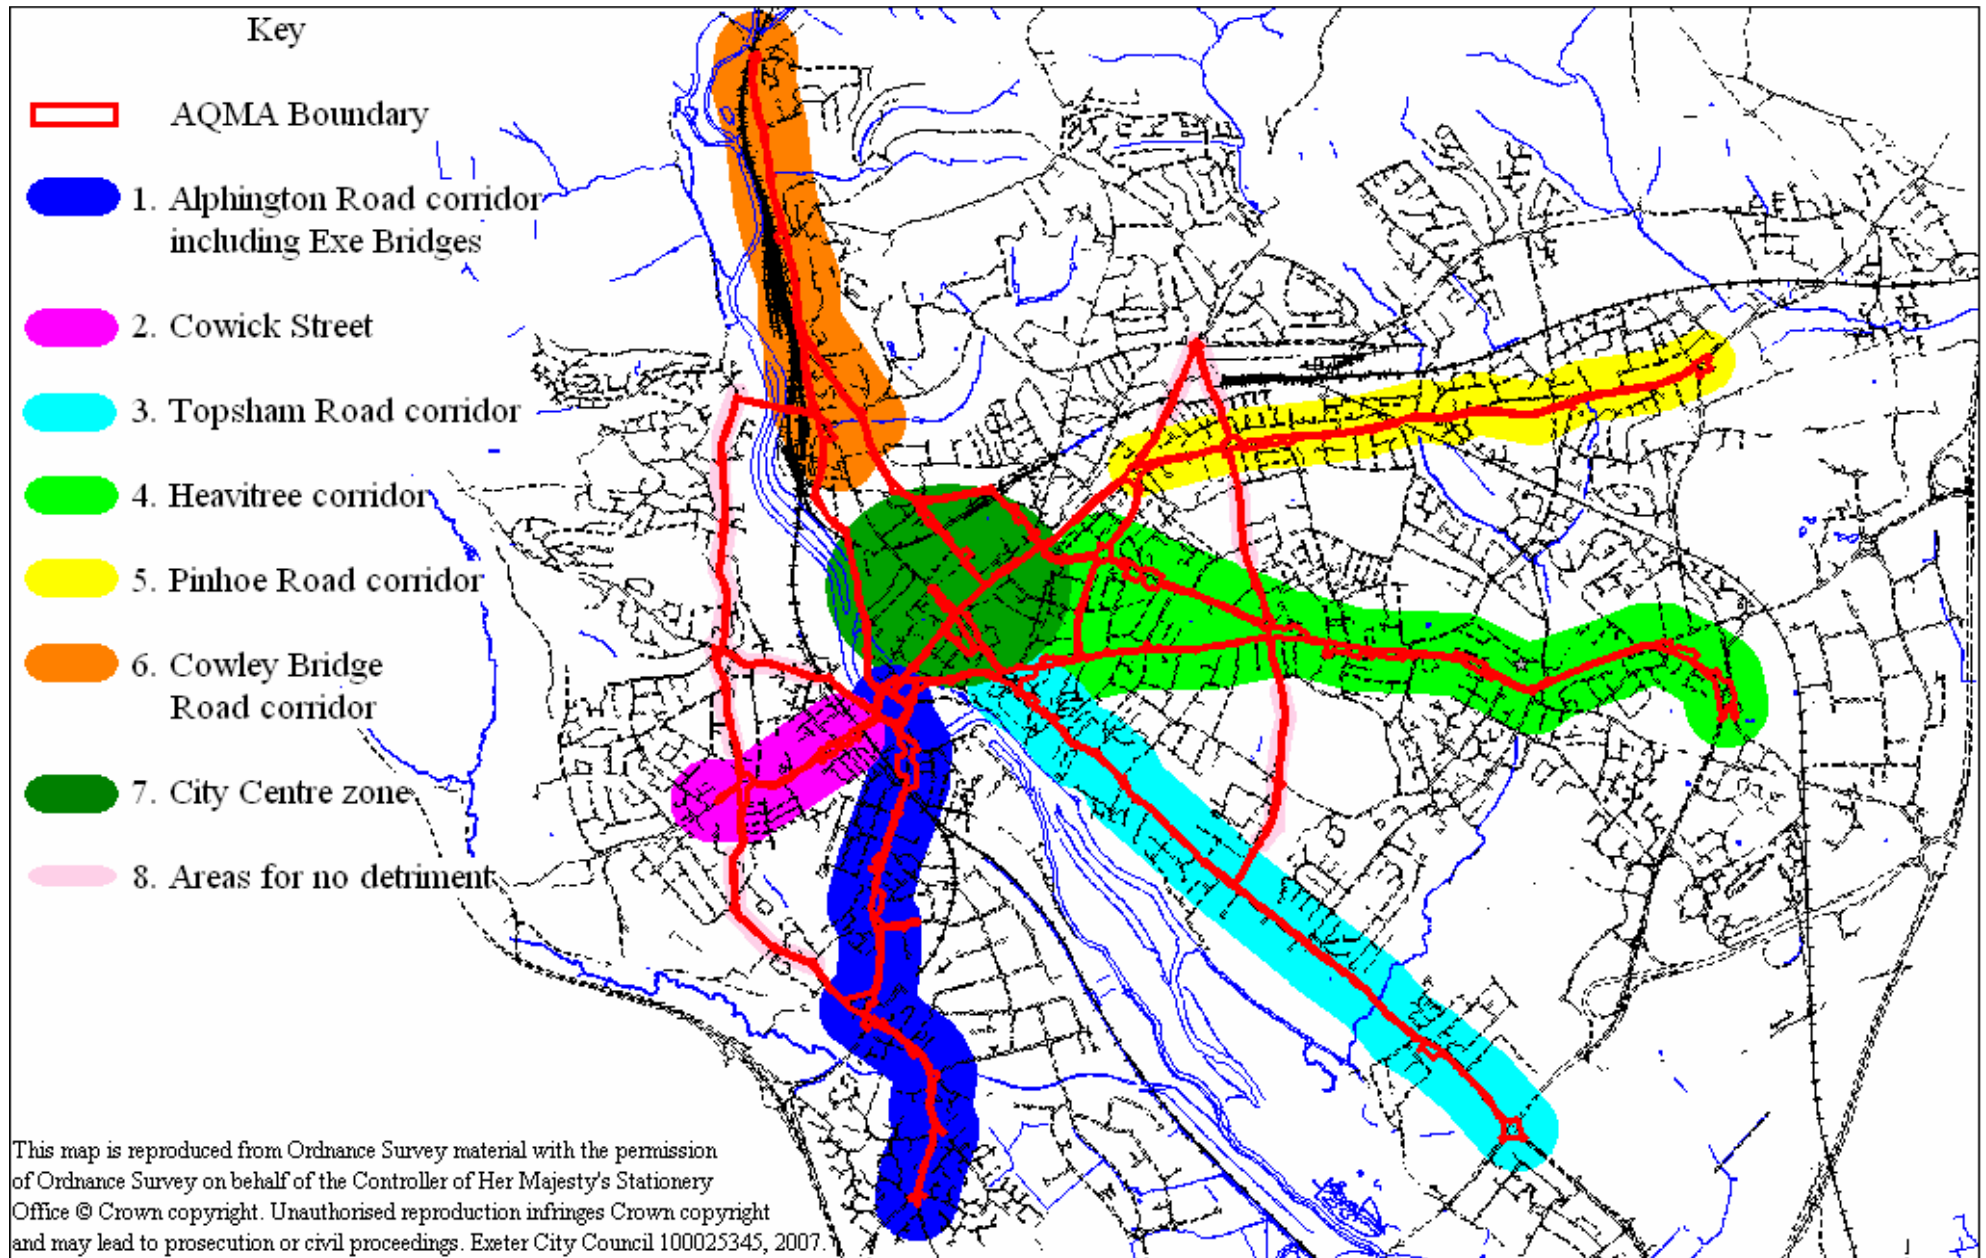 Key
AQMA Boundary
1. Alphington Road corridor
including Exe Bridges
2. Cowick Street
3. Topsham Road corridor
4. Heavitree corridor
5. Pinhoe Road corridor
6. Cowley Bridge
Road corridor
7. City Centre zone
8. Areas for no detriment
This map is reproduced from Ordnance Survey material with the permission
of Ordnance Survey on behalf of the Controller of Her Majesty's Stationery
Office © Crown copyright. Unauthorised reproduction infringes Crown copyright
and may lead to prosecution or civil proceedings. Exeter City Council 100025345, 2007.